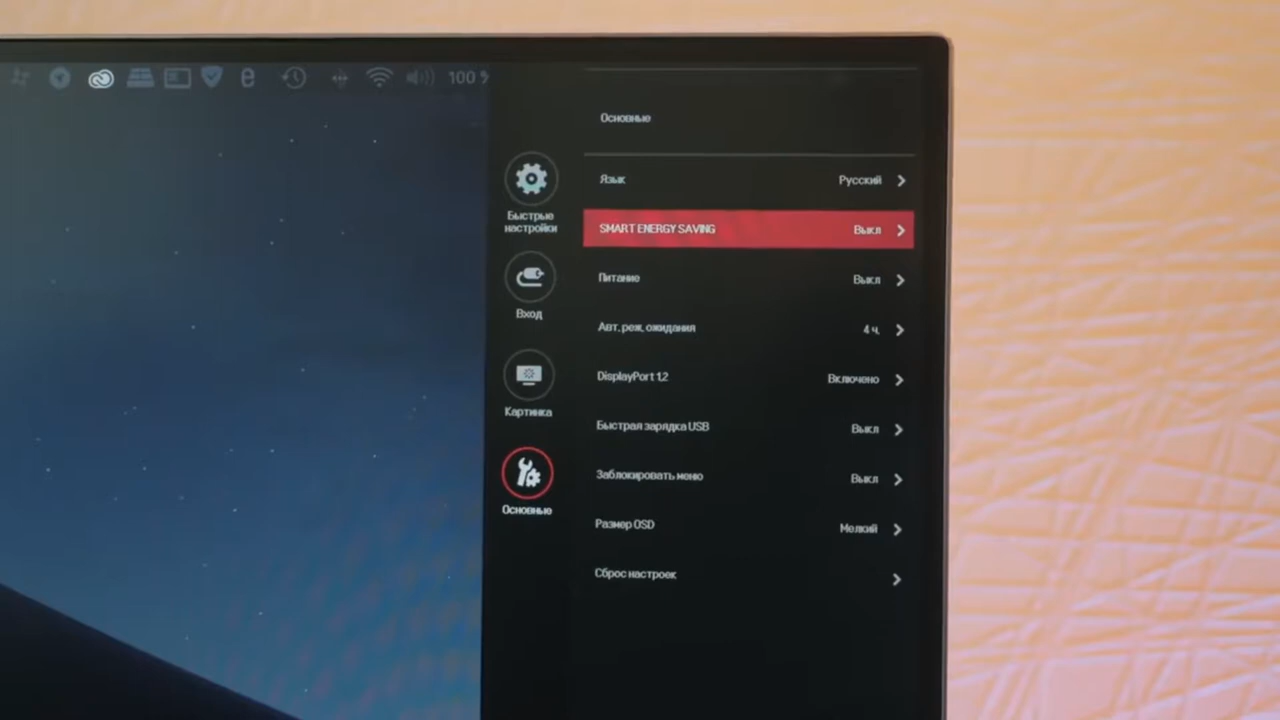 100
Основные
Быстрые
настройки
Вход
Картинка
Основные
Язык Русский
SMART ENERGY SAVING Выкл
Питание Выкл
Авт. реж. ожидания 4 ч.
DisplayPort 1.2 Включено
Быстрая зарядка USB Выкл
Заблокировать меню Выкл
Размер OSD Мелкий
Сброс настроек